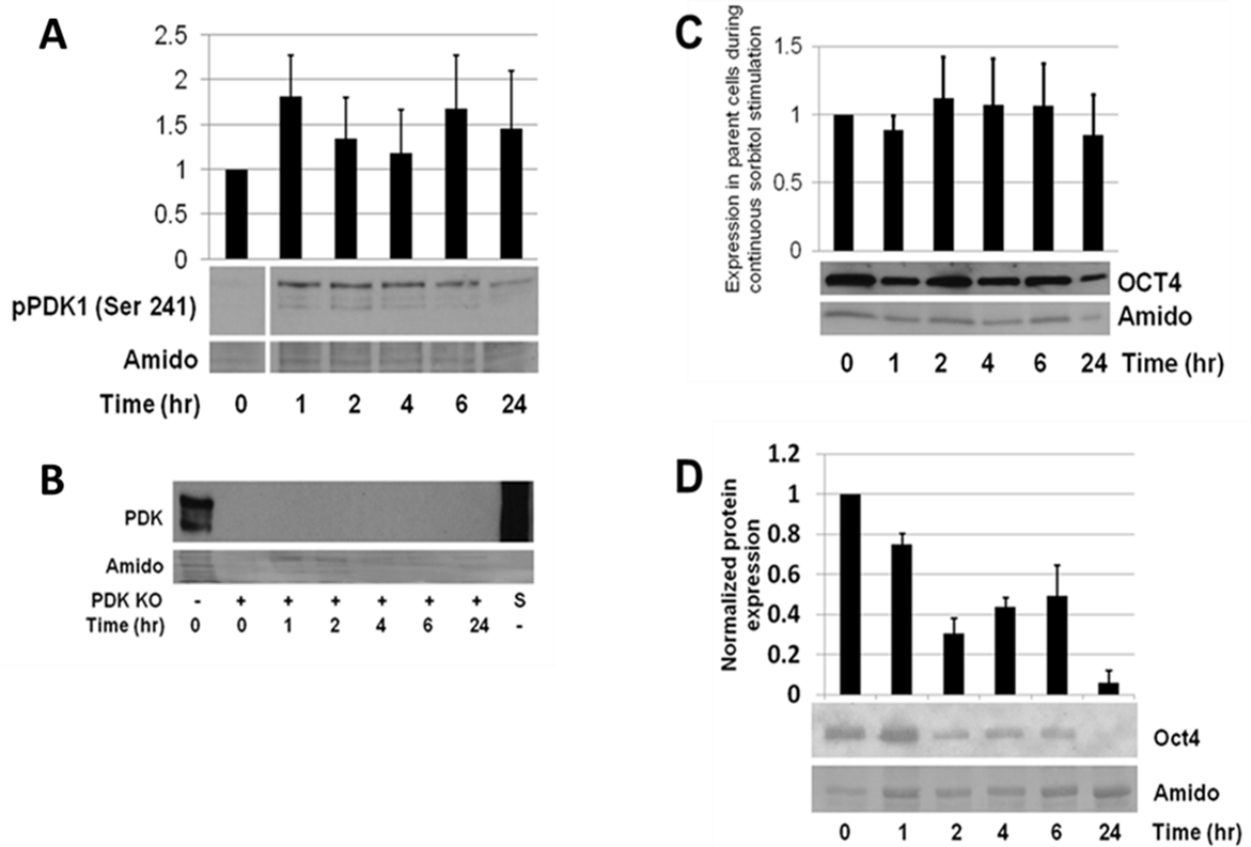 A
2.5
2
1.5
1
0.5
0
pPDK1 (Ser 241)
Amido
Time (hr) 0 1 2 4 6 24
B
PDK
Amido
PDK KO - + + + + + + S
Time (hr) 0 0 1 2 4 6 24 -
C
Expression in parent cells during
continuous sorbitol stimulation
1.5
1
0.5
0
OCT4
Amido
0 1 2 4 6 24 Time (hr)
D
Normalized protein
expression
1.2
1
0.8
0.6
0.4
0.2
0
Oct4
Amido
0 1 2 4 6 24 Time (hr)